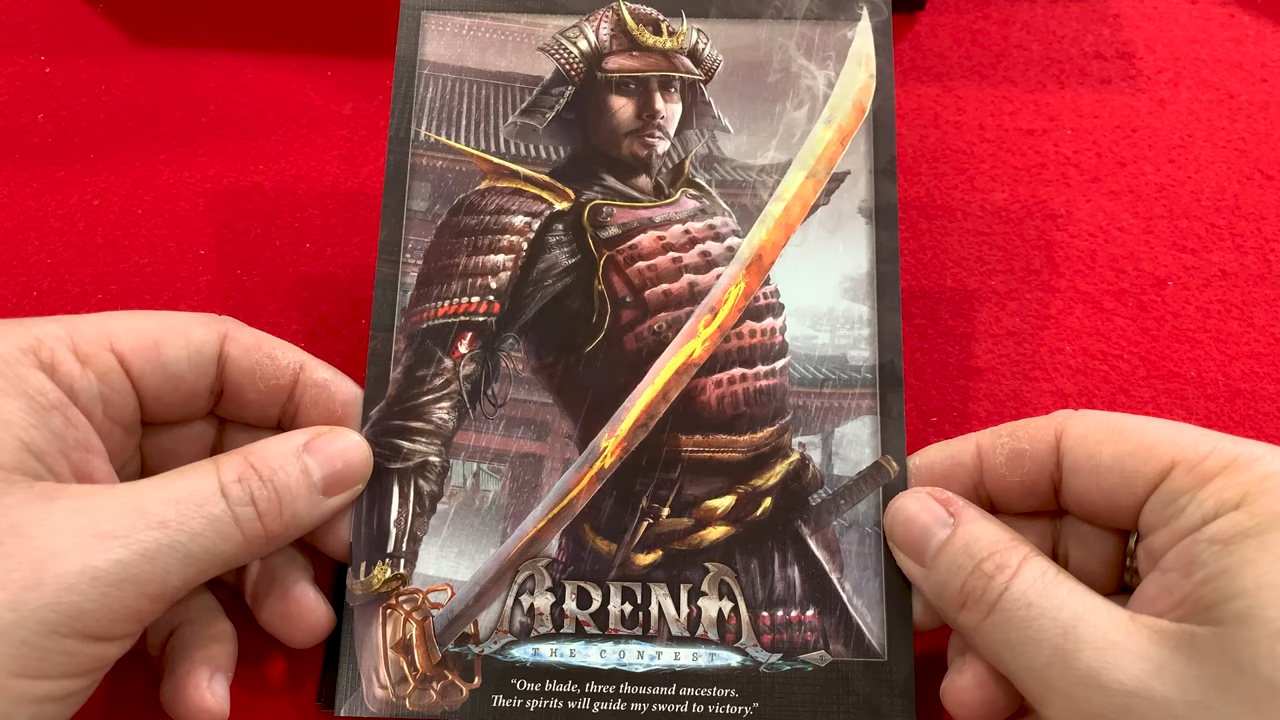 ARENA
THE CONTEST
“One blade, three thousand ancestors.
Their spirits will guide my sword to victory.”